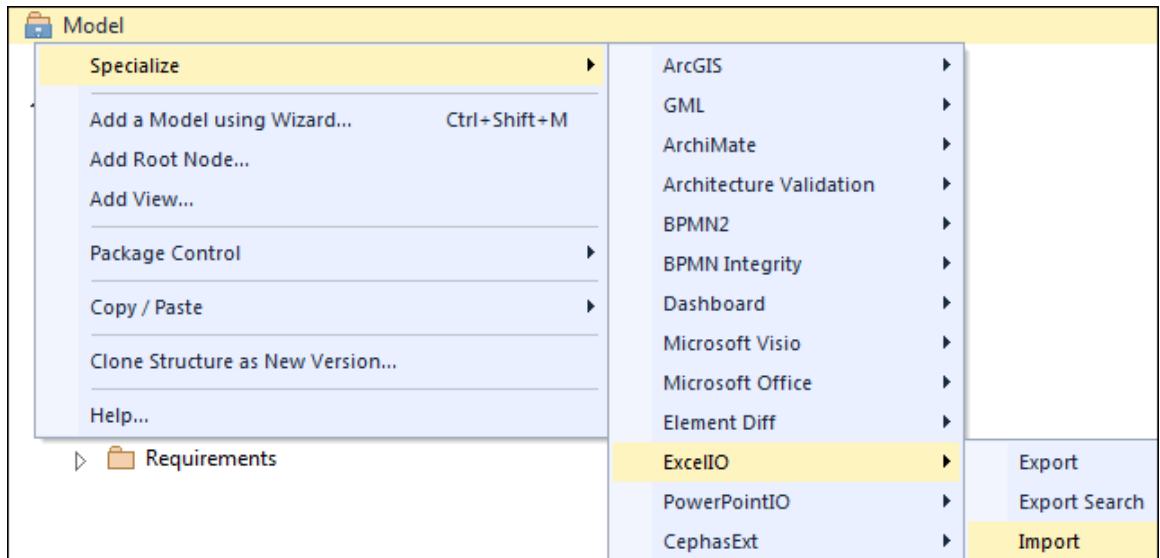 Model
Specialize
Add a Model using Wizard... Ctrl+Shift+M
Add Root Node...
Add View...
Package Control
Copy / Paste
Clone Structure as New Version...
Help...
Requirements
ArcGIS
GML
ArchiMate
Architecture Validation
BPMN2
BPMN Integrity
Dashboard
Microsoft Visio
Microsoft Office
Element Diff
ExcelIO
PowerPointIO
CephasExt
Export
Export Search
Import